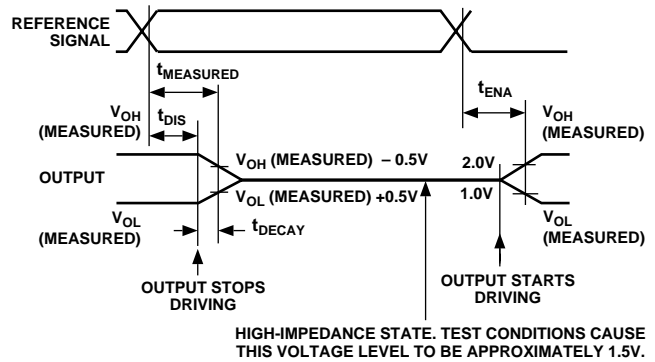 REFERENCE
SIGNAL
tMEASURED
tENA
VOH
(MEASURED)
tDIS
VOH
(MEASURED)
VOH (MEASURED) – 0.5V
2.0V
OUTPUT
VOL (MEASURED) +0.5V
1.0V
VOL
(MEASURED)
tDECAY
VOL
(MEASURED)
OUTPUT STOPS
DRIVING
OUTPUT STARTS
DRIVING
HIGH-IMPEDANCE STATE. TEST CONDITIONS CAUSE
THIS VOLTAGE LEVEL TO BE APPROXIMATELY 1.5V.